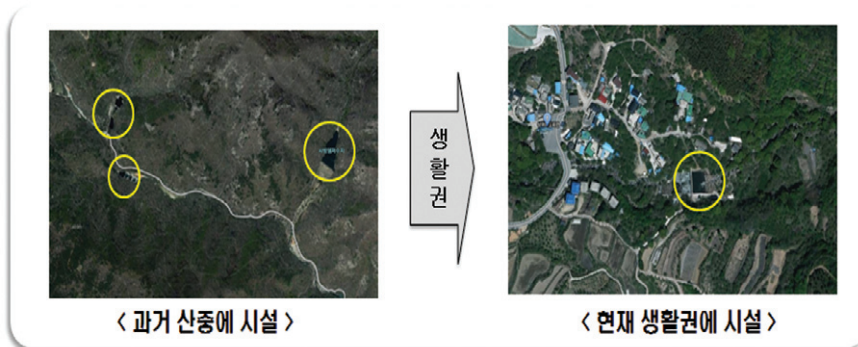 생
활
권
< 과거 산중에 시설 >
< 현재 생활권에 시설 >